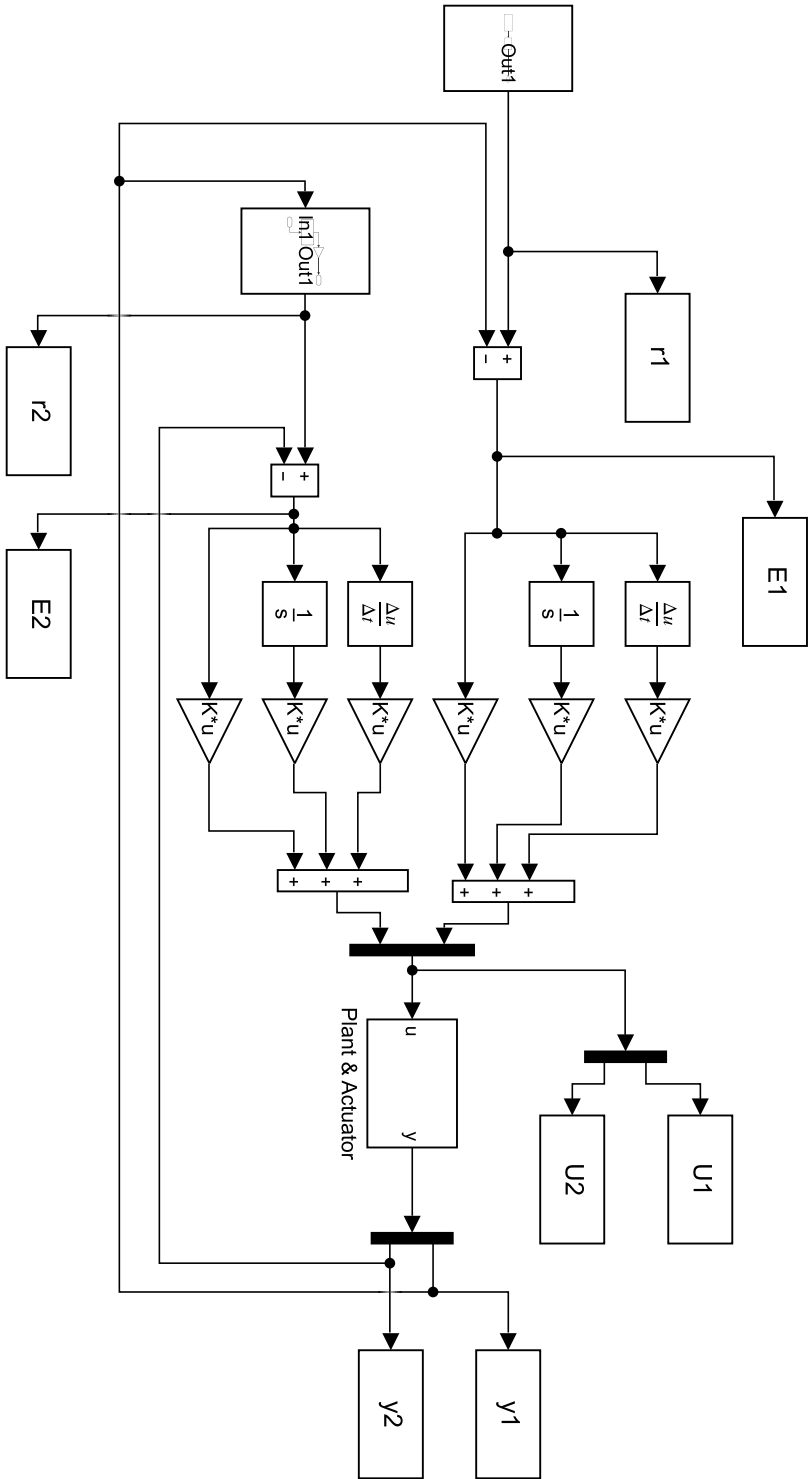 Out1
r1
In1 Out1
+
−
r2
+
−
E1
E2
Δu
Δt
1
s
Δu
Δt
1
s
K*u
K*u
K*u
K*u
K*u
K*u
+
+
+
+
+
+
u
y
Plant & Actuator
U1
U2
y1
y2